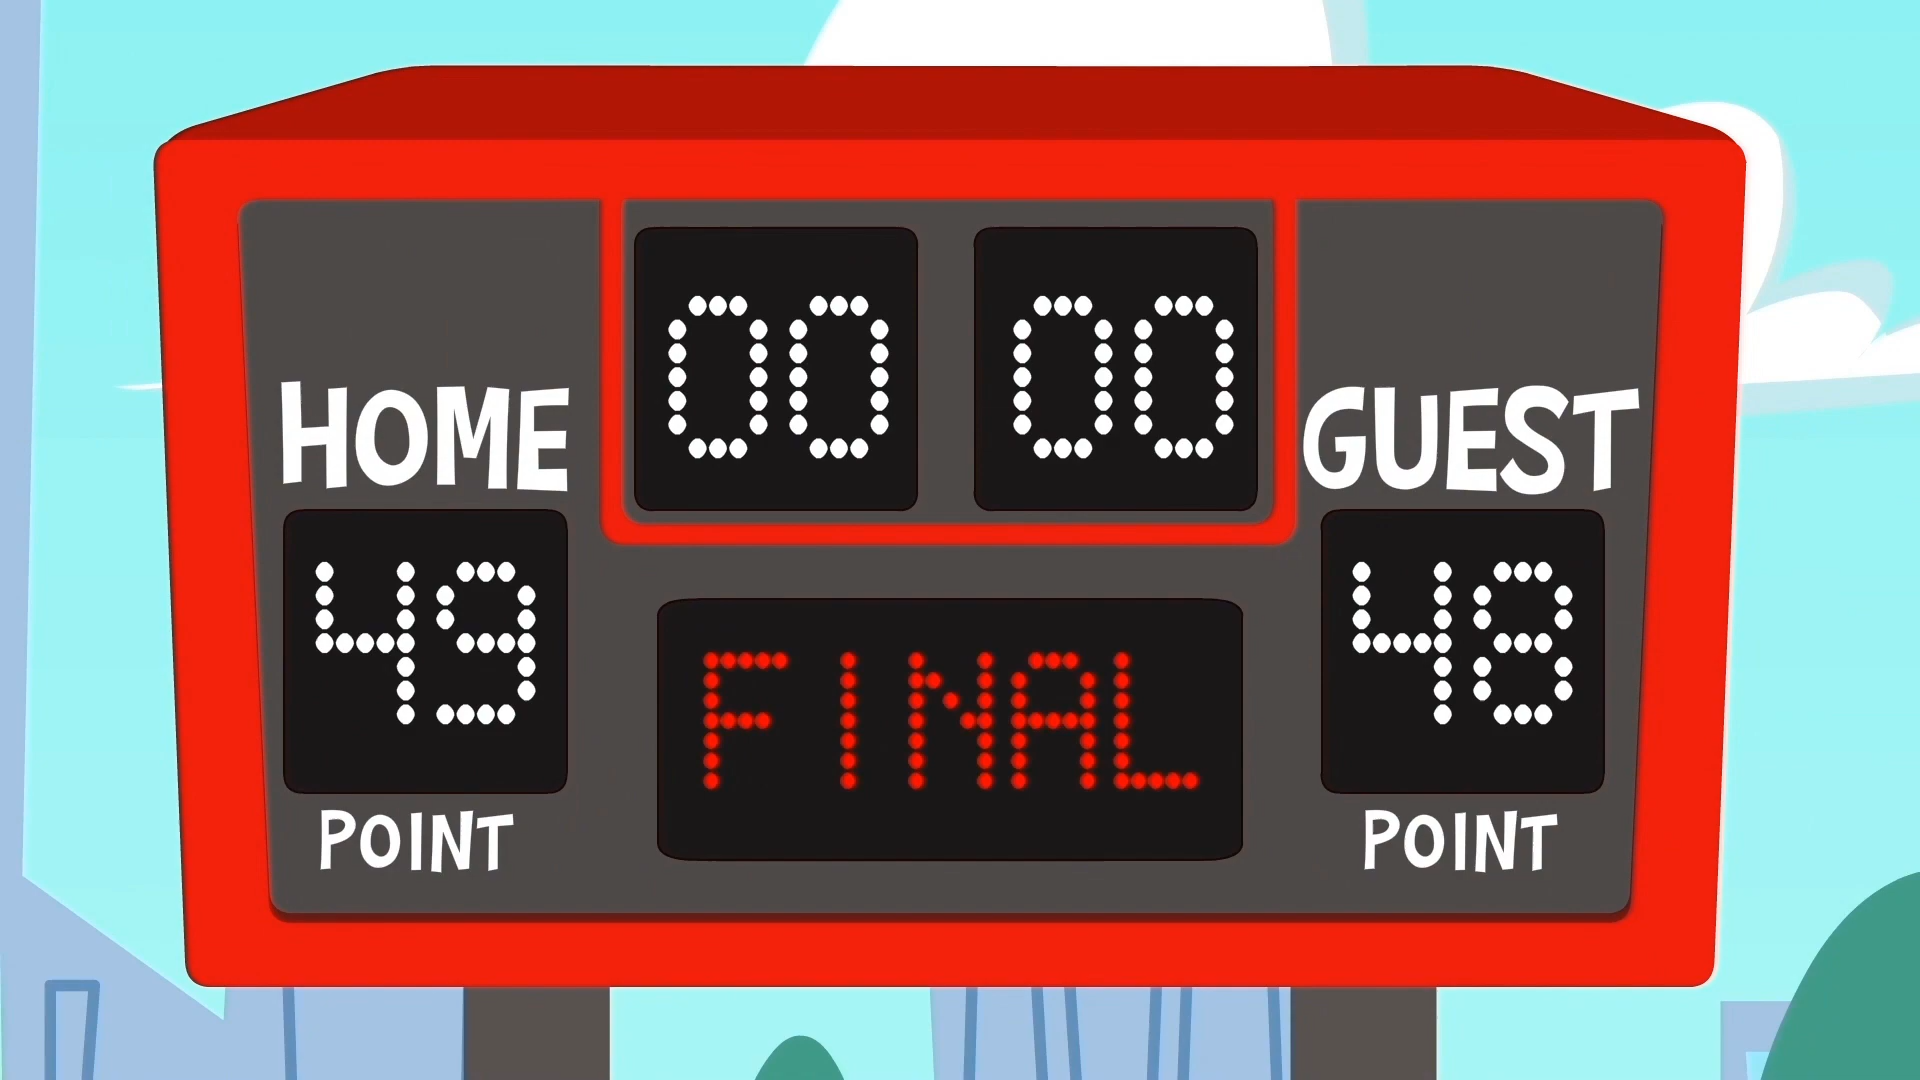 00 00
HOME GUEST
49 48
FINAL
POINT POINT